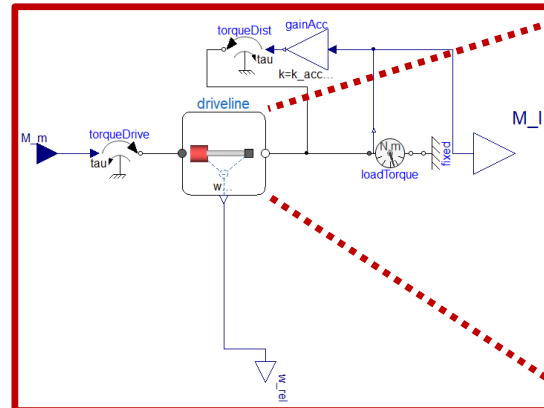 torqueDist
gainAcc
tau
k=k_acc...
driveline
M_m
torqueDrive
M_l
N.m
fixed
tau
w...
loadTorque
w_rel